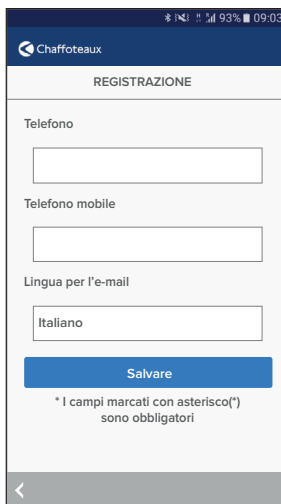 93% 09:03
Chaffoteaux
REGISTRAZIONE
Telefono
Telefono mobile
Lingua per l'e-mail
Italiano
Salvare
* I campi marcati con asterisco(*)
sono obbligatori